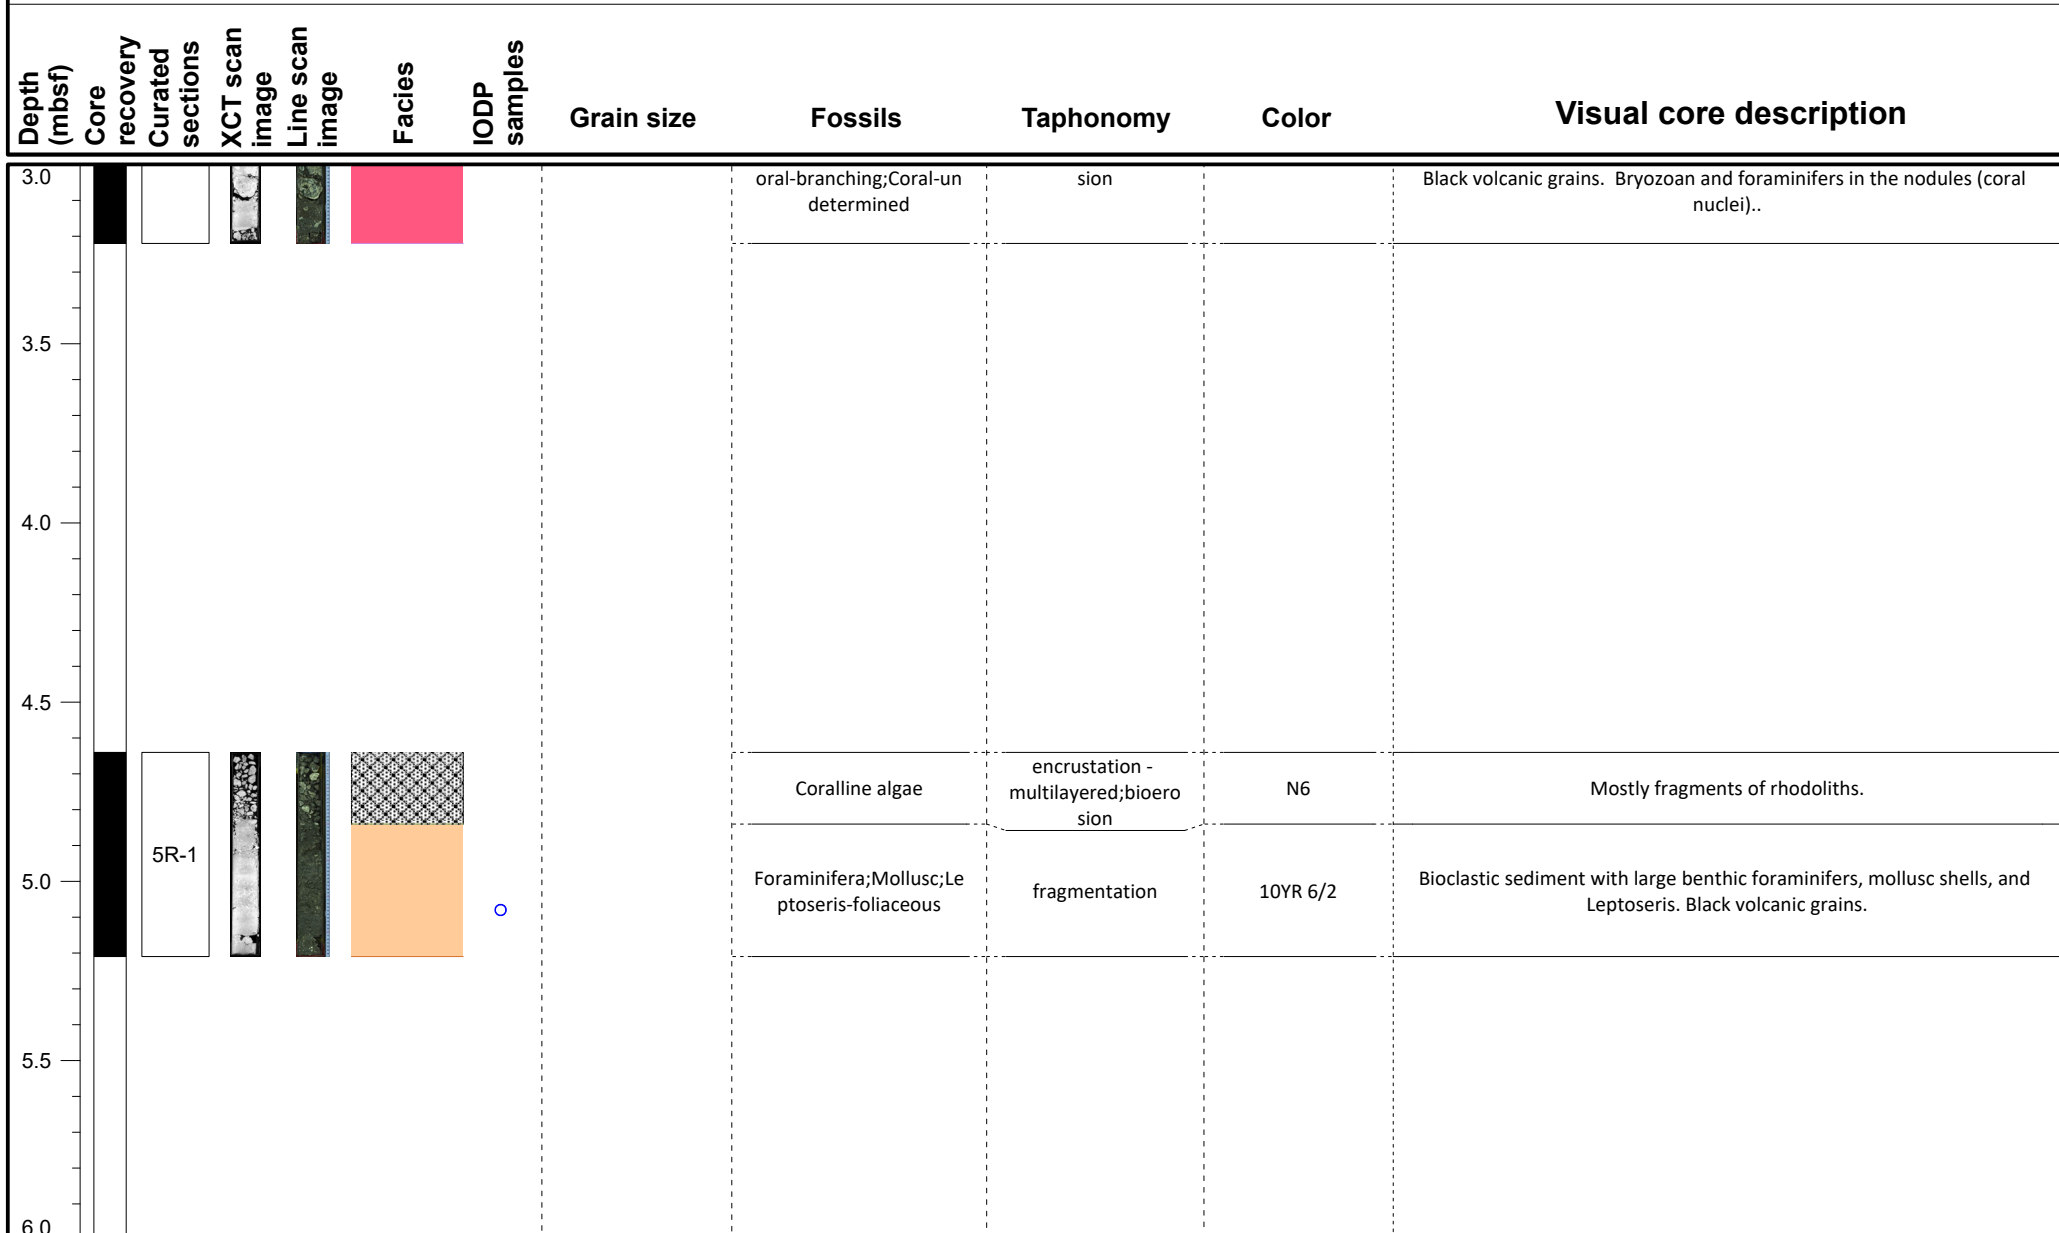 Depth
(mbsf)
Core
recovery
Curated
sections
XCT scan
image
Line scan
image
Facies
IODP
samples
Grain size
Fossils
Taphonomy
Color
Visual core description
3.0
oral-branching;Coral-un
determined
sion
Black volcanic grains.  Bryozoan and foraminifers in the nodules (coral
nuclei)..
3.5
4.0
4.5
Coralline algae
encrustation -
multilayered;bioero
sion
N6
Mostly fragments of rhodoliths.
5R-1
5.0
Foraminifera;Mollusc;Le
ptoseris-foliaceous
fragmentation
10YR 6/2
Bioclastic sediment with large benthic foraminifers, mollusc shells, and
Leptoseris. Black volcanic grains.
5.5
6.0